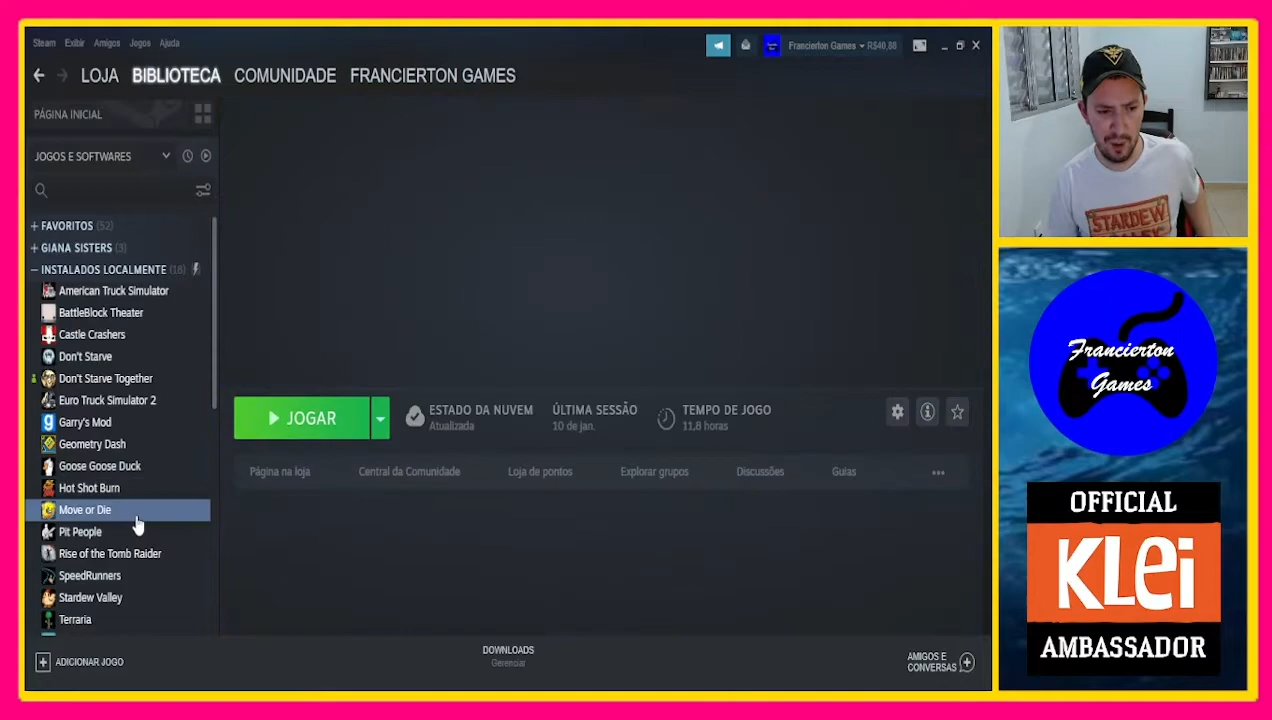 Steam Exibir Amigos Jogos Ajuda
Francierton Games R$40,88
LOJA BIBLIOTECA COMUNIDADE FRANCIERTON GAMES
PÁGINA INICIAL
JOGOS E SOFTWARES
+ FAVORITOS (52)
+ GIANA SISTERS (3)
– INSTALADOS LOCALMENTE (18)
American Truck Simulator
BattleBlock Theater
Castle Crashers
Don't Starve
Don't Starve Together
Euro Truck Simulator 2
Garry's Mod
Geometry Dash
Goose Goose Duck
Hot Shot Burn
Move or Die
Pit People
Rise of the Tomb Raider
SpeedRunners
Stardew Valley
Terraria
ADICIONAR JOGO
JOGAR
ESTADO DA NUVEM
Atualizada
ÚLTIMA SESSÃO
10 de jan.
TEMPO DE JOGO
11,8 horas
Página na loja Central da Comunidade Loja de pontos Explorar grupos Discussões Guias
DOWNLOADS
Gerenciar
AMIGOS E
CONVERSAS
STARDEW
Francierton
Games
OFFICIAL
KLEi
AMBASSADOR